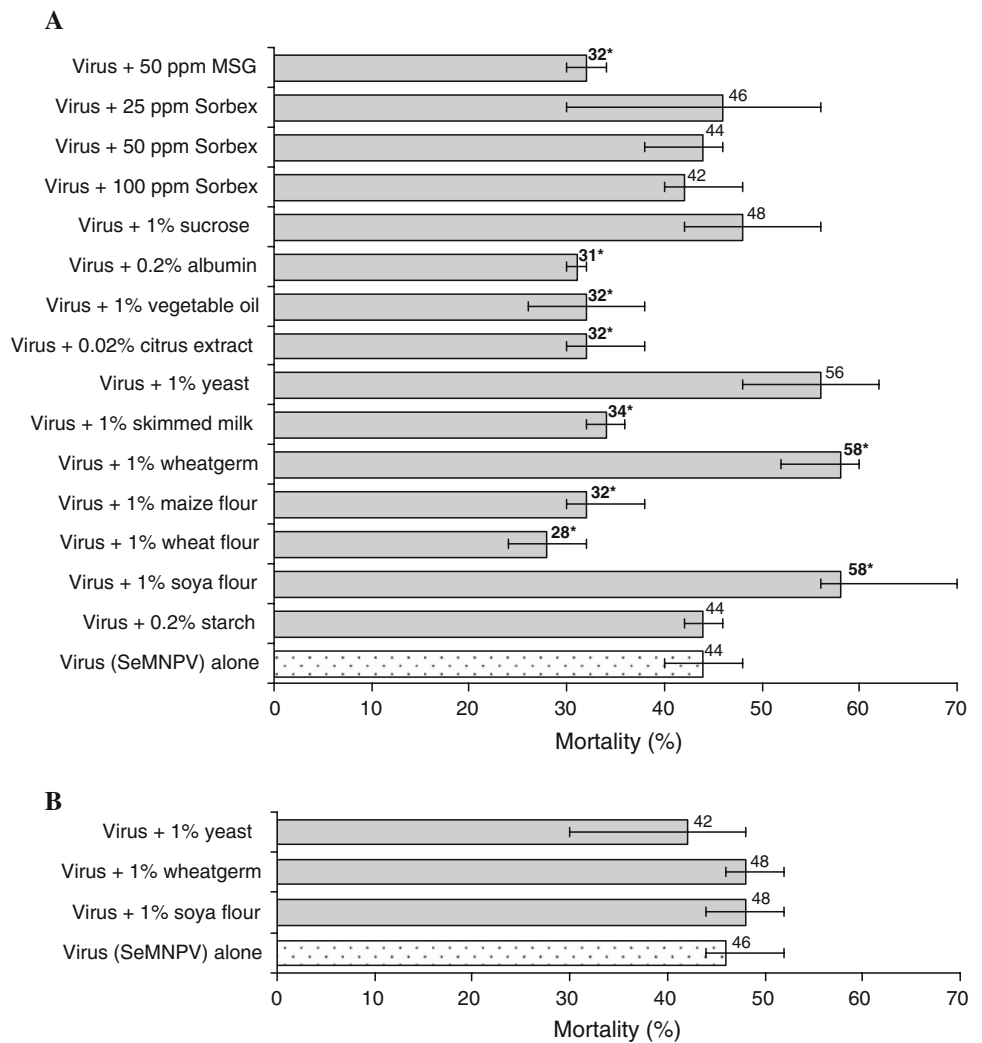 A
Virus + 50 ppm MSG 32*
Virus + 25 ppm Sorbex 46
Virus + 50 ppm Sorbex 44
Virus + 100 ppm Sorbex 42
Virus + 1% sucrose 48
Virus + 0.2% albumin 31*
Virus + 1% vegetable oil 32*
Virus + 0.02% citrus extract 32*
Virus + 1% yeast 56
Virus + 1% skimmed milk 34*
Virus + 1% wheatgerm 58*
Virus + 1% maize flour 32*
Virus + 1% wheat flour 28*
Virus + 1% soya flour 58*
Virus + 0.2% starch 44
Virus (SeMNPV) alone 44
0 10 20 30 40 50 60 70
Mortality (%)
B
Virus + 1% yeast 42
Virus + 1% wheatgerm 48
Virus + 1% soya flour 48
Virus (SeMNPV) alone 46
0 10 20 30 40 50 60 70
Mortality (%)